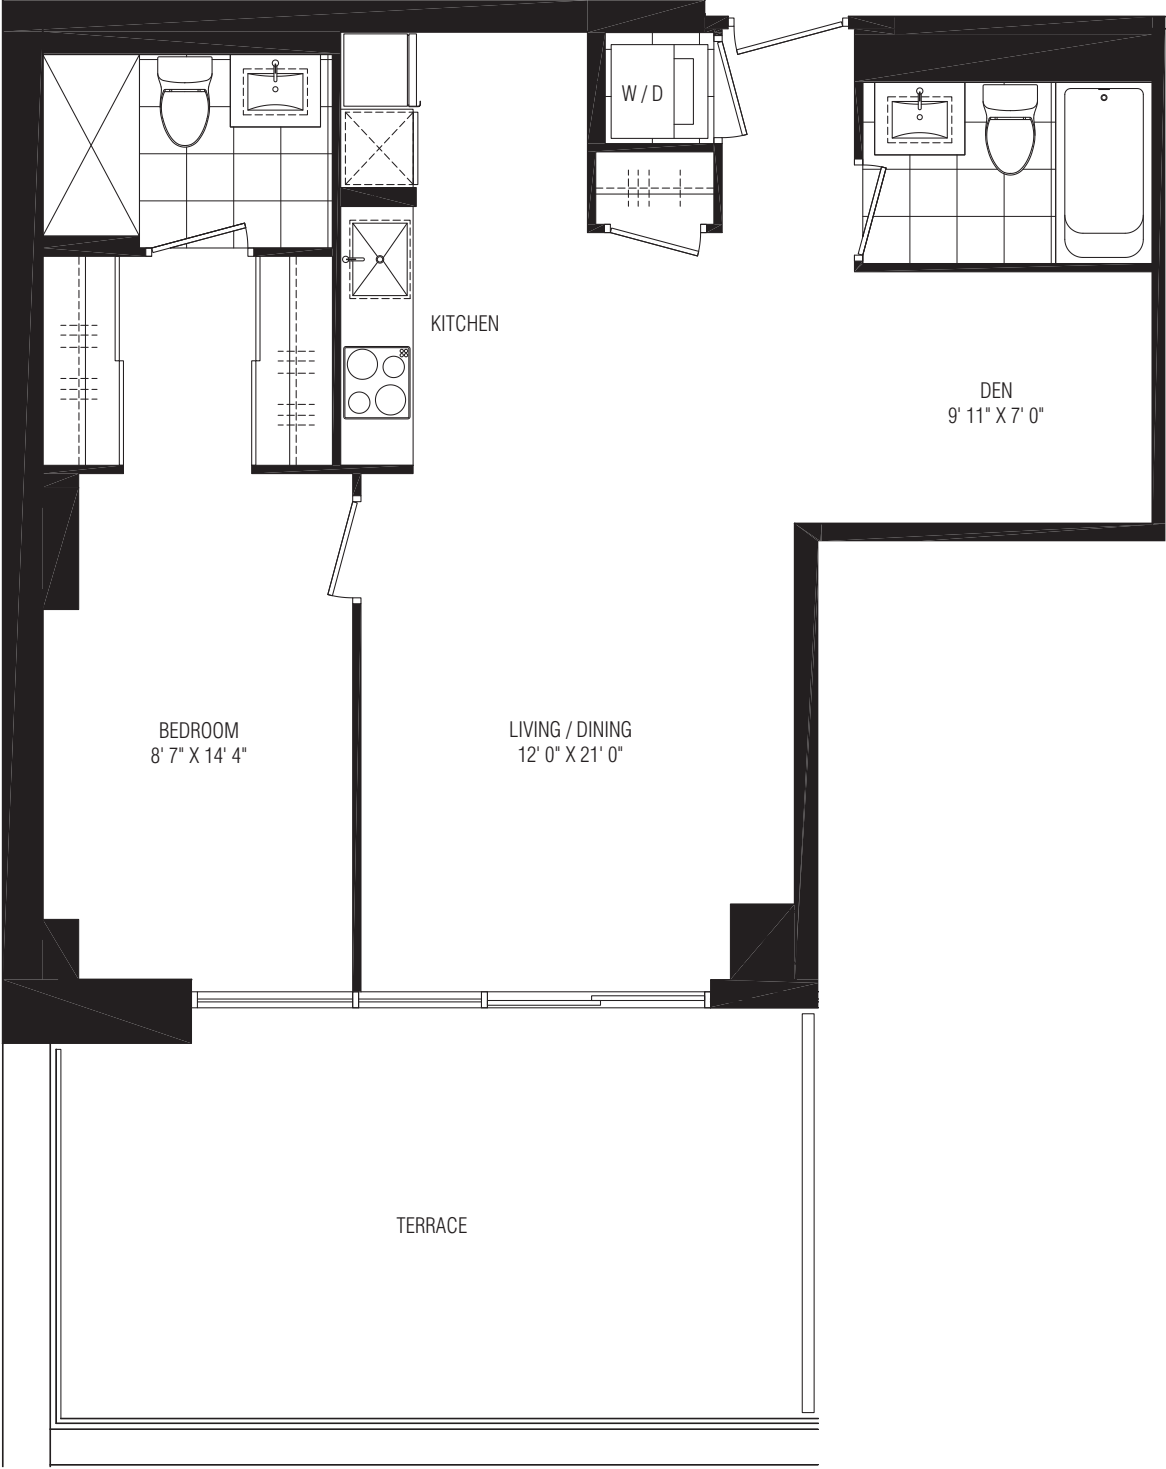 W / D
KITCHEN
DEN
9' 11" X 7' 0"
BEDROOM
8' 7" X 14' 4"
LIVING / DINING
12' 0" X 21' 0"
TERRACE